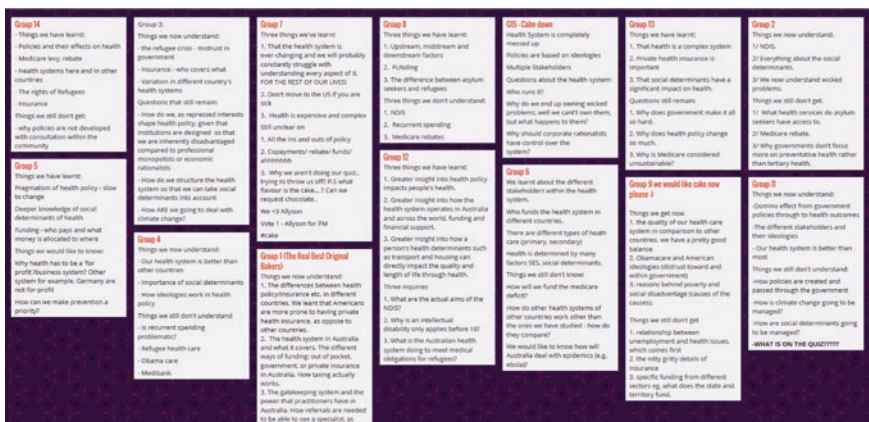 Group 14
- Things we have learnt:
- Policies and their effects on health
- Medicare levy, rebate
- Health systems here and in other
countries
- The rights of Refugees
- Insurance
Things we still don't get:
- why policies are not developed
with consultation within the
community
Group 5
Things we have learnt:
Pragmatism of health policy - slow
to change
Deeper knowledge of social
determinants of health
Funding - who pays and what
money is allocated to where
Things we would like to know:
Why health has to be a 'for
profit/business system? Other
system for example, Germany are
not-for-profit
How can we make prevention a
priority?
Group 3:
Things we now understand:
- the refugee crisis - mistrust in
government
- Insurance - who covers what
- Variation in different country's
health systems
Questions that still remain:
- How do we, as repressed interests
shape health policy, given that
institutions are designed so that
we are inherently disadvantaged
compared to professional
monopolists or economic
rationalists
- How do we structure the health
system so that we can take social
determinants into account
- How ARE we going to deal with
climate change?
Group 4
Things we now understand:
- Our health system is better than
other countries
- Importance of social determinants
- How ideologies work in health
policy
Things we still don't understand
- Is recurrent spending
problematic?
- Refugee health care
- Obama care
- Medibank
Group 7
Three things we've learnt:
1. That the health system is
ever-changing and we will probably
constantly struggle with
understanding every aspect of it.
FOR THE REST OF OUR LIVES!
2. Don't move to the US if you are
sick
3. Health is expensive and complex
Still unclear on
1. All the ins and outs of policy
2. Copayments/ rebate/ funds/
ahhhhhhh
3. Why we aren't doing our quiz..
trying to throw us off? P.S what
flavour is the cake... ? Can we
request chocolate..
We <3 Allyson
Vote 1 - Allyson for PM
#cake
Group 1 (The Real Best Original
Bakers)
Things we now understand:
1. The differences between health
policy/insurance etc. in different
countries. We leant that Americans
are more prone to having private
health insurance, as oppose to
other countries.
2. The health system in Australia
and what it covers. The different
ways of funding: out of pocket,
government, or private insurance
in Australia. How taxing actually
works.
3. The gatekeeping system and the
power that practitioners have in
Australia. How referrals are needed
to be able to see a specialist, as
Group 8
Three things we have learnt:
1. Upstream, midstream and
downstream factors
2. FUnding
3. The difference between asylum
seekers and refugees
Three things we don't understand:
1. NDIS
2. Recurrent spending
3. Medicare rebates
Group 12
Three things we have learnt:
1. Greater insight into health policy
impacts people's health.
2. Greater insight into how the
health system operates in Australia
and across the world, funding and
financial support.
3. Greater insight into how a
person's health determinants such
as transport and housing can
directly impact the quality and
length of life through health.
Three inquiries
1. What are the actual aims of the
NDIS?
2. Why is an intellectual
disability only applies before 18?
3. What is the Australian health
system doing to meet medical
obligations for refugees?
G15 - Calm down
Health System is completely
messed up
Policies are based on ideologies
Multiple Stakeholders
Questions about the health system:
Who runs it?
Why do we end up owning wicked
problems, well we cant't own them,
but what happens to them?
Why should corporate rationalists
have control over the
system?
Group 6
We learnt about the different
stakeholders within the health
system.
Who funds the health system in
different countries.
There are different types of heath
care (primary, secondary)
Health is determined by many
factors SES, social determinants.
Things we still don't know:
How will we fund the medicare
deficit?
How do other health systems of
other countries work other than
the ones we have studied - how do
they compare?
We would like to know how will
Australia deal with epidemics (e.g.
ebola)?
Group 13
Things we have learnt:
1. That health is a complex system
2. Private health insurance is
important
3. That social determinants have a
significant impact on health.
Questions still remain:
1. Why does government make it all
so hard.
2. Why does health policy change
so much.
3. Why is Medicare considered
unsustainable?
Group 9 we would like cake now
please :)
Things we get now
1. the quality of our health care
system in comparison to other
countries. we have a pretty good
balance
2. Obamacare and American
ideologies (distrust toward and
within government)
3. reasons behind poverty and
social disadvantage (causes of the
causes).
Things we still don't get
1. relationship between
unemployment and health issues.
which comes first
2. the nitty gritty details of
insurance
3. specific funding from different
sectors eg. what does the state and
territory fund.
Group 2
Things we now understand.
1/ NDIS.
2/ Everything about the social
determinants.
3/ We now understand wicked
problems.
Things we still don't get.
1/ What health services do asylum
seekers have access to.
2/ Medicare rebate.
3/ Why governments don't focus
more on preventative health rather
than tertiary health.
Group 11
Things we now understand:
-Domino effect from government
policies through to health outcomes
-The different stakeholders and
their ideologies
- Our health system is better than
most
Things we still don't understand:
-How policies are created and
passed through the government
-How is climate change going to be
managed?
-How are social determinants going
to be managed?
-WHAT IS ON THE QUIZ?????